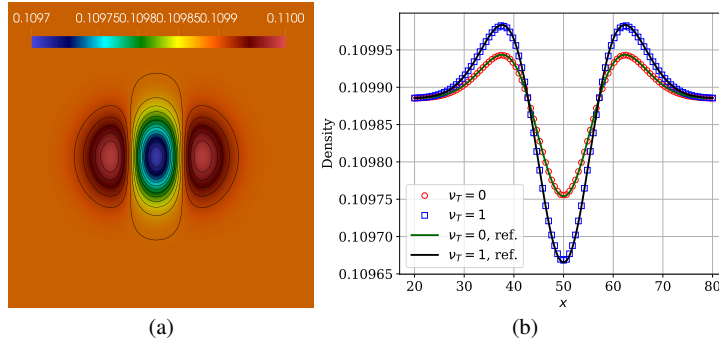 0.1097 0.10975 0.10980 0.10985 0.1099 0.1100
(a)
Density
0.10995
0.10990
0.10985
0.10980
0.10975
0.10970
0.10965
ν_T = 0
ν_T = 1
ν_T = 0, ref.
ν_T = 1, ref.
20 30 40 50 60 70 80
x
(b)